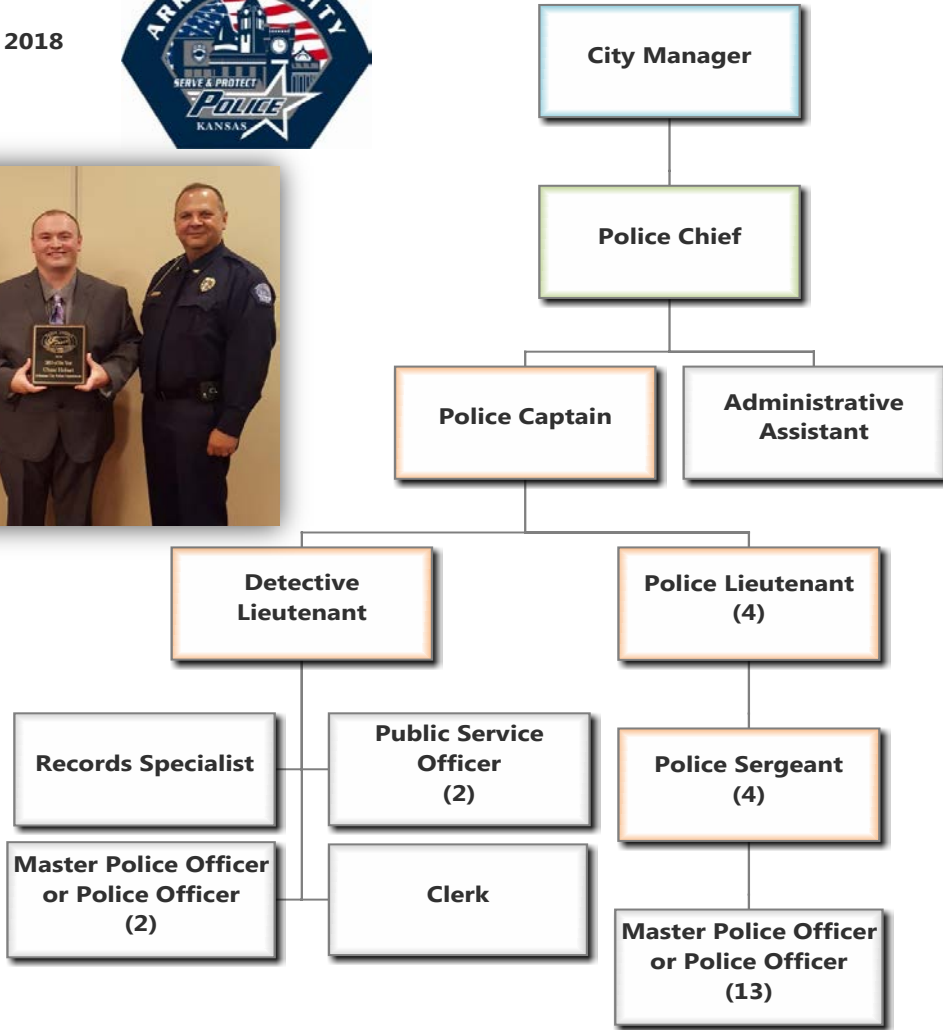 2018
SERVE & PROTECT
POLICE
KANSAS
City Manager
Police Chief
Police Captain
Administrative
Assistant
Detective
Lieutenant
Police Lieutenant
(4)
Records Specialist
Public Service
Officer
(2)
Police Sergeant
(4)
Master Police Officer
or Police Officer
(2)
Clerk
Master Police Officer
or Police Officer
(13)